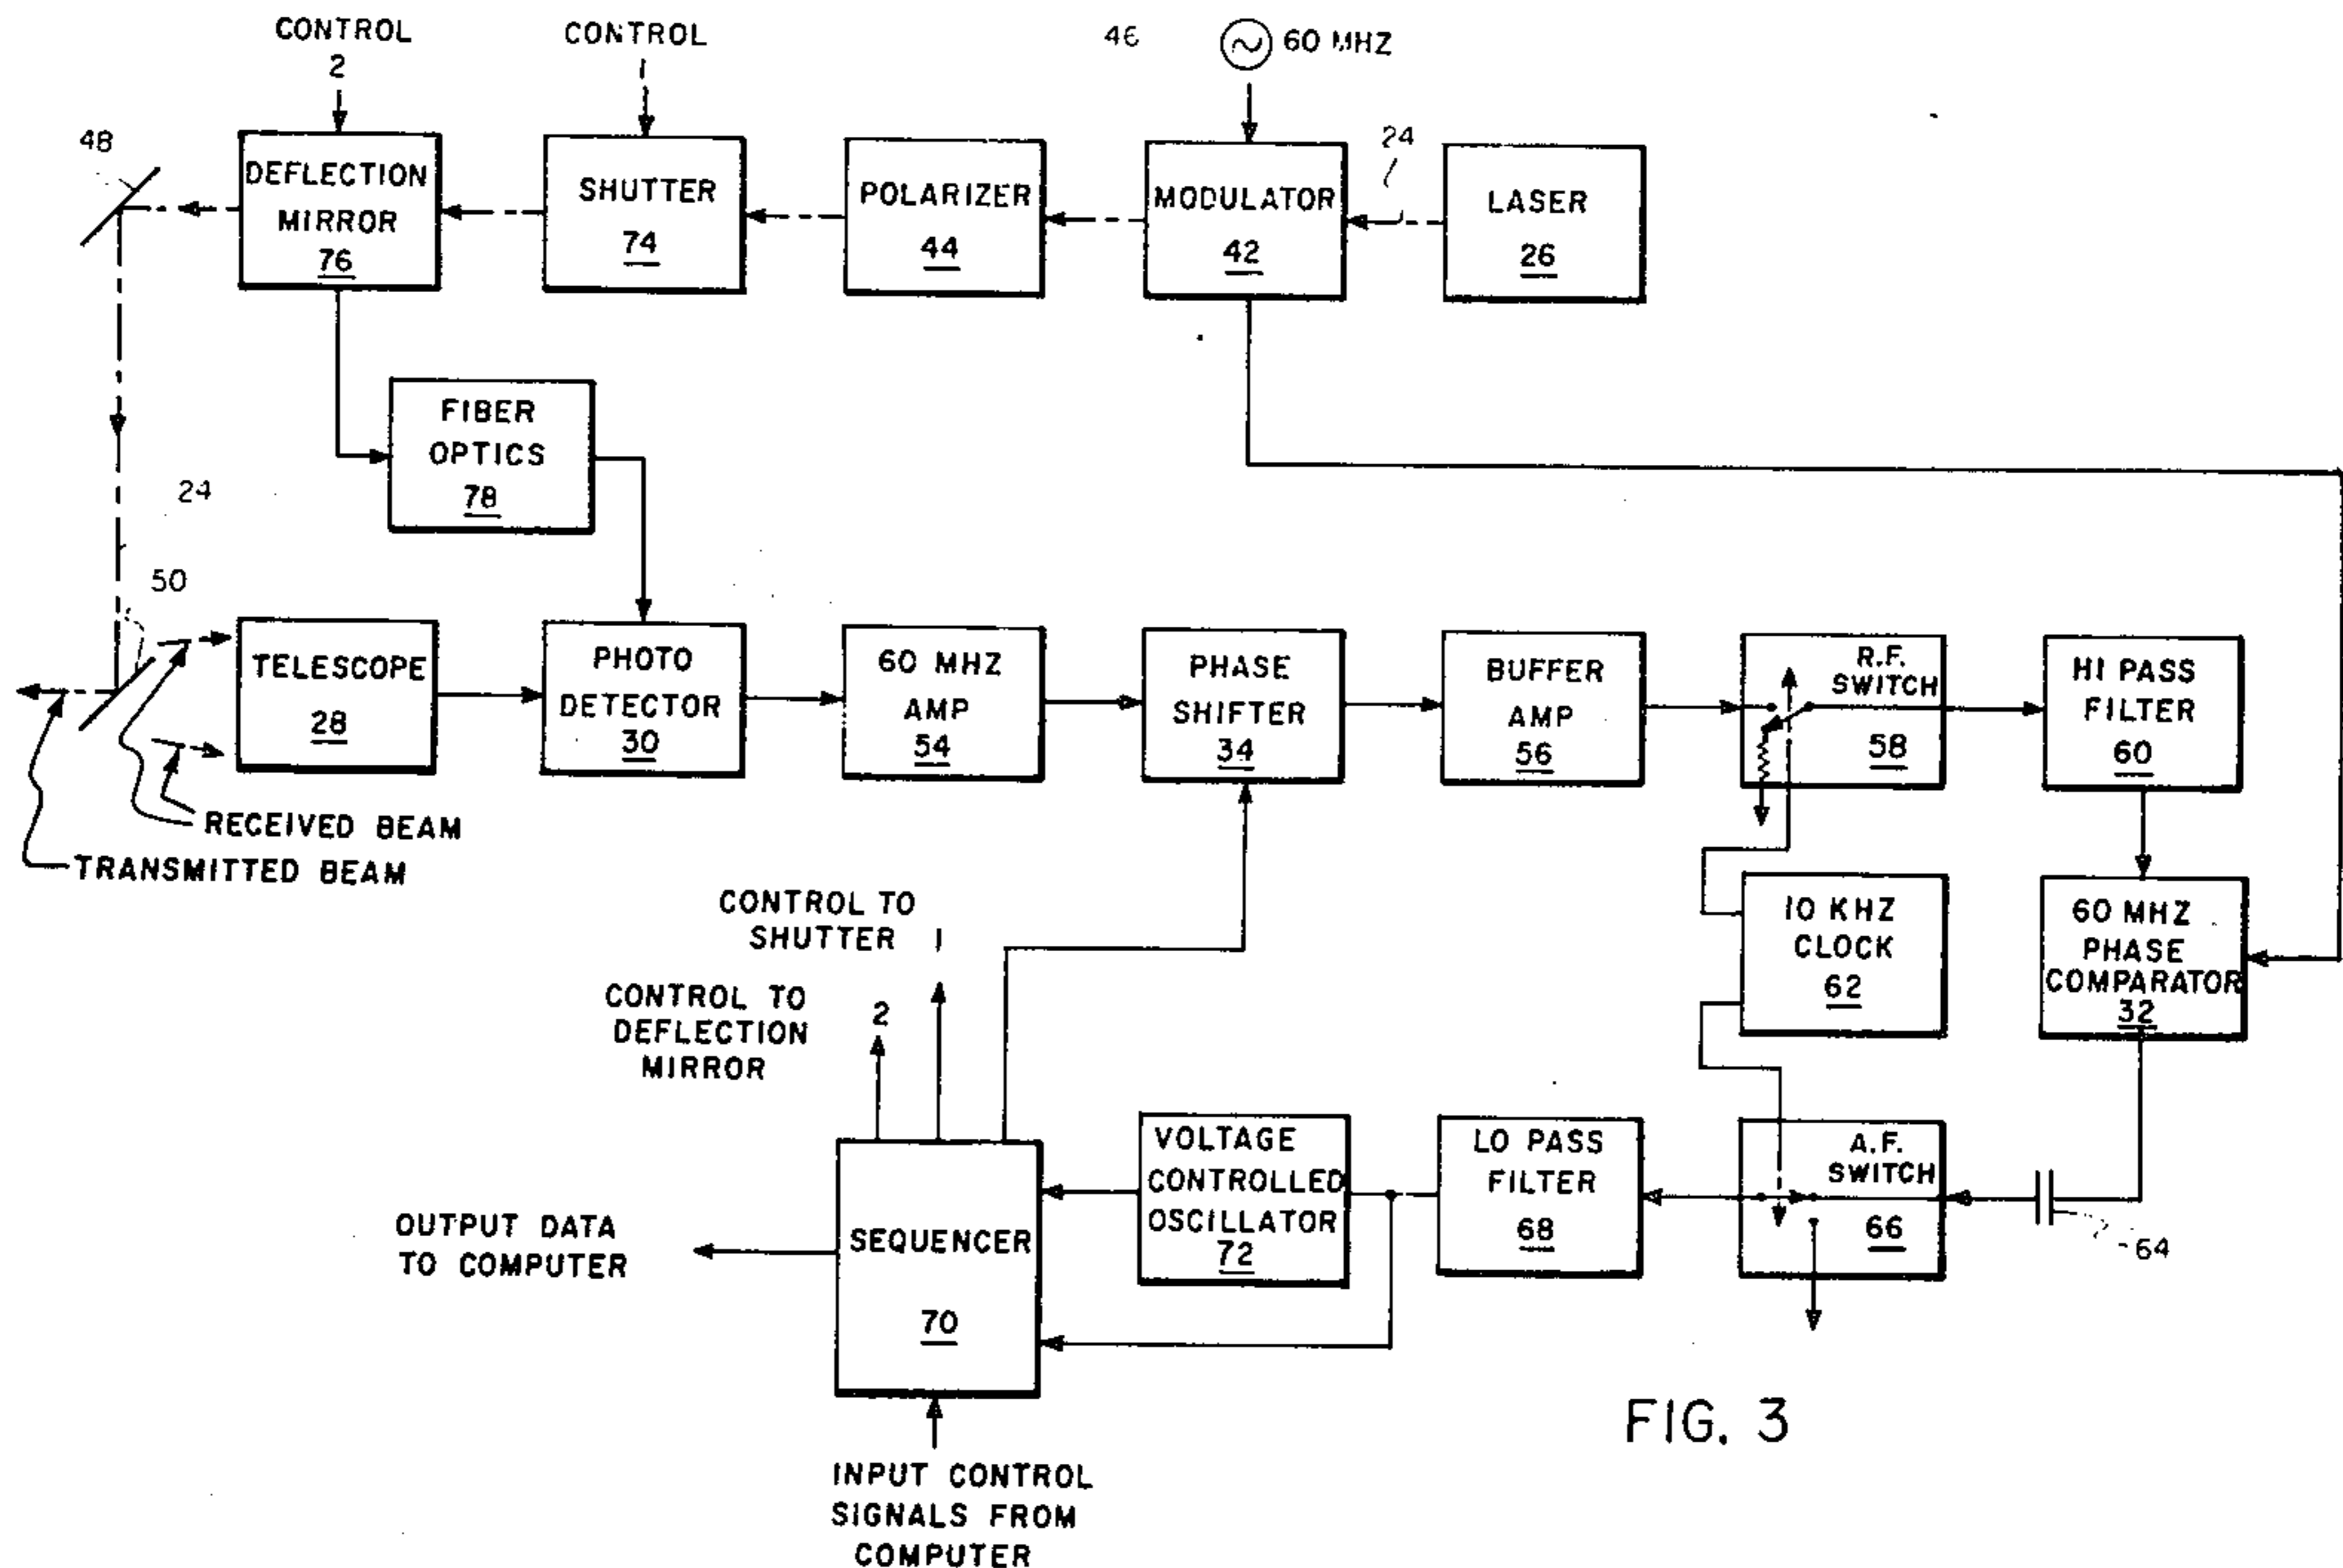 CONTROL
2
CONTROL
1
46
60 MHZ
48
DEFLECTION
MIRROR
76
SHUTTER
74
POLARIZER
44
MODULATOR
42
24
LASER
26
FIBER
OPTICS
78
24
50
TELESCOPE
28
PHOTO
DETECTOR
30
60 MHZ
AMP
54
PHASE
SHIFTER
34
BUFFER
AMP
56
R.F.
SWITCH
58
HI PASS
FILTER
60
RECEIVED BEAM
TRANSMITTED BEAM
CONTROL TO
SHUTTER 1
CONTROL TO
DEFLECTION
MIRROR
2
10 KHZ
CLOCK
62
60 MHZ
PHASE
COMPARATOR
32
SEQUENCER
70
VOLTAGE
CONTROLLED
OSCILLATOR
72
LO PASS
FILTER
68
A.F.
SWITCH
66
64
OUTPUT DATA
TO COMPUTER
INPUT CONTROL
SIGNALS FROM
COMPUTER
FIG. 3